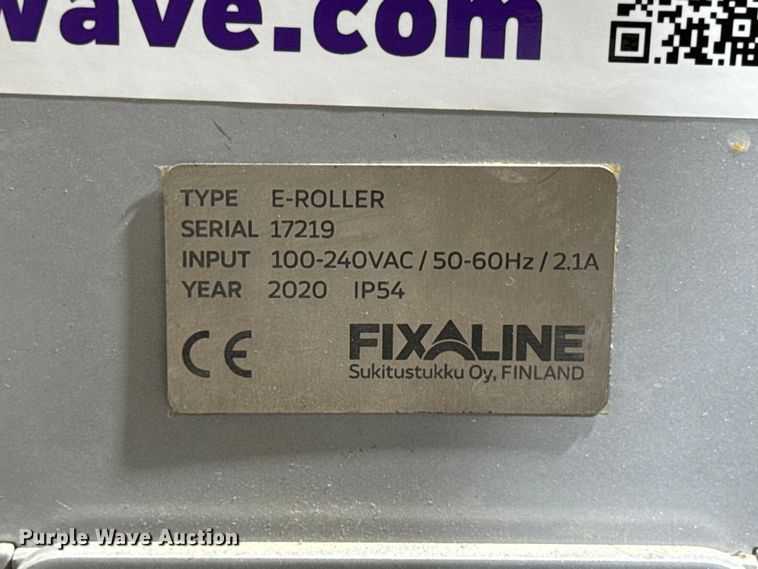 wave.com
TYPE E-ROLLER
SERIAL 17219
INPUT 100-240VAC / 50-60Hz / 2.1A
YEAR 2020 IP54
CE FIXALINE
Sukitustukku Oy, FINLAND
Purple Wave Auction